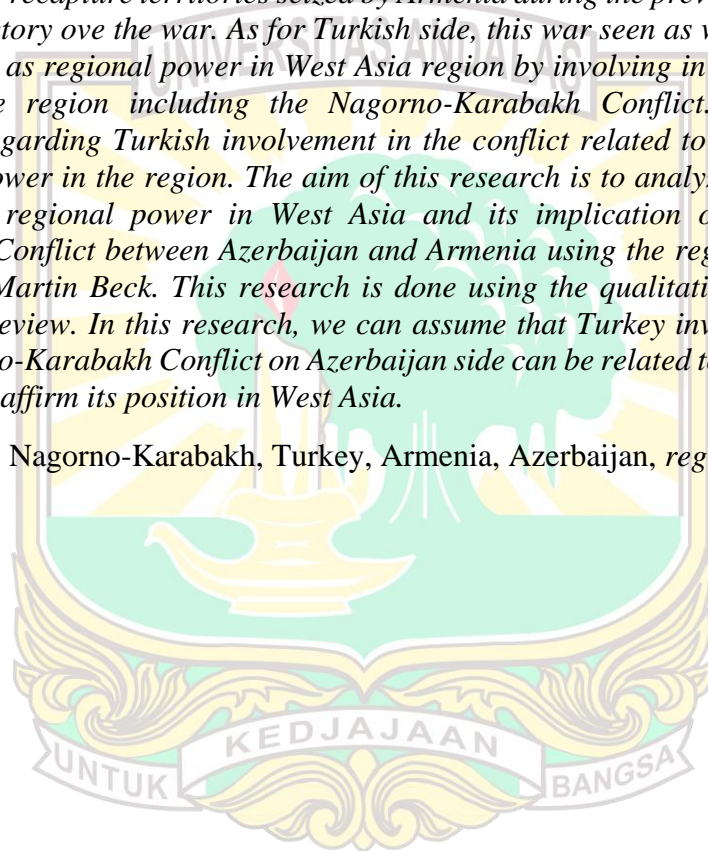 recapture territories seized by Armenia during the prev
tory ove the war. As for Turkish side, this war seen as w
as regional power in West Asia region by involving in
e region including the Nagorno-Karabakh Conflict.
garding Turkish involvement in the conflict related to
ower in the region. The aim of this research is to analy
regional power in West Asia and its implication o
Conflict between Azerbaijan and Armenia using the reg
Martin Beck. This research is done using the qualitati
eview. In this research, we can assume that Turkey inv
o-Karabakh Conflict on Azerbaijan side can be related t
affirm its position in West Asia.
Nagorno-Karabakh, Turkey, Armenia, Azerbaijan, reg
UNIVERSITAS ANDALAS
UNTUK KEDJAJAAN BANGSA